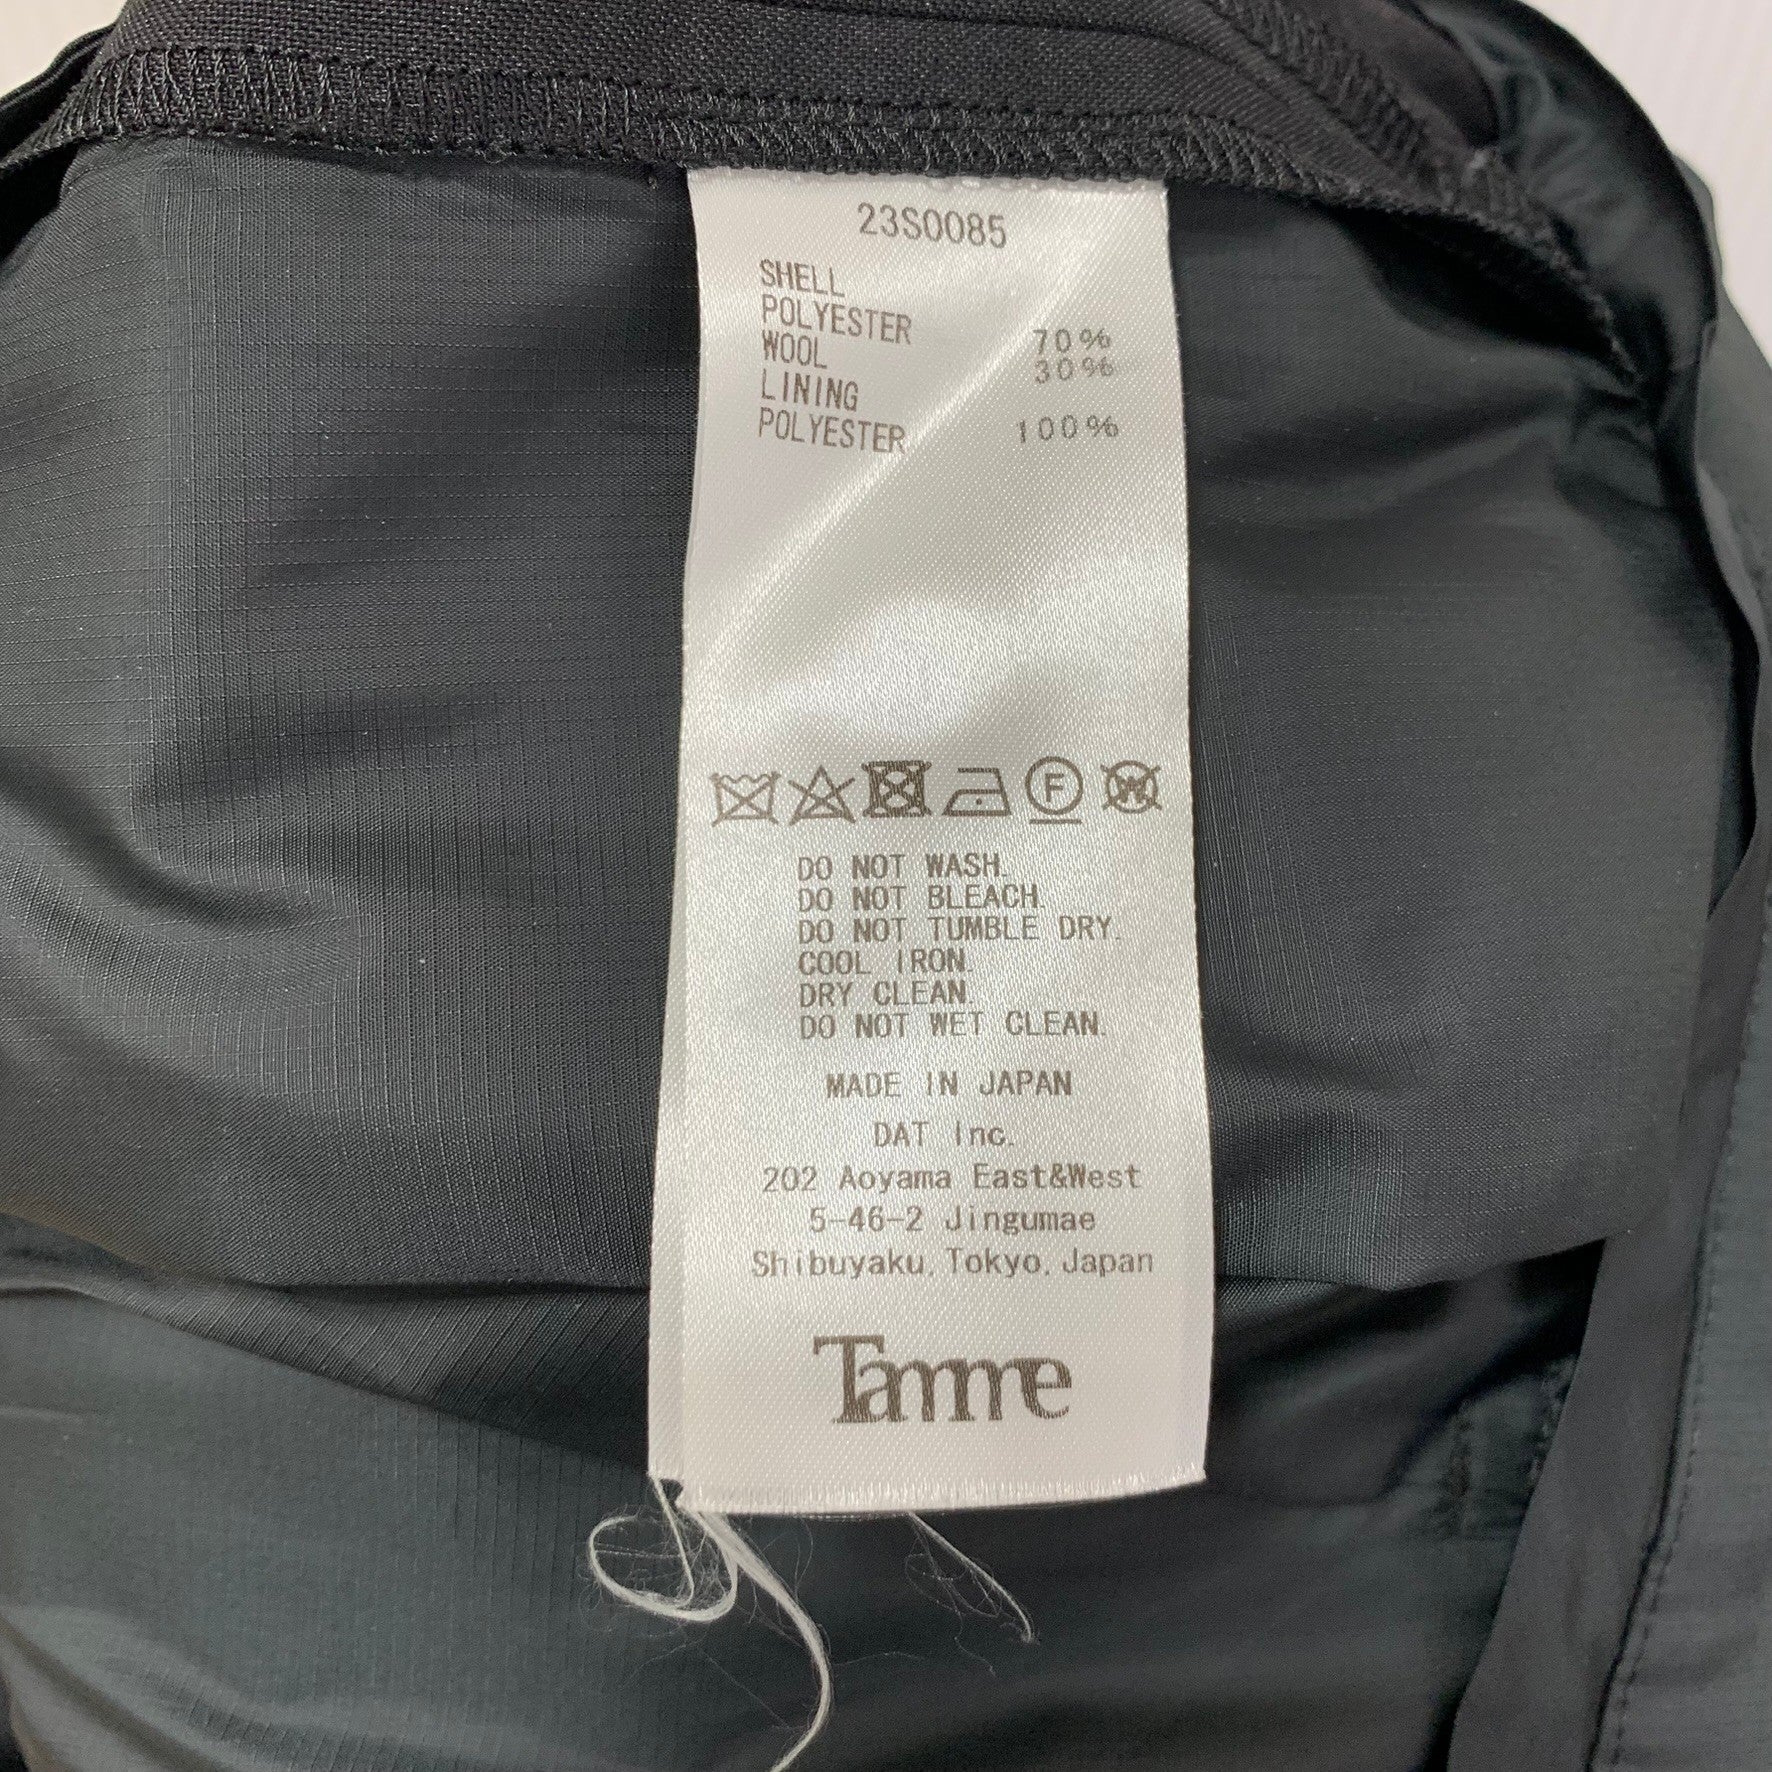 23S0085
SHELL
POLYESTER 70%
WOOL 30%
LINING
POLYESTER 100%
F W
DO NOT WASH.
DO NOT BLEACH.
DO NOT TUMBLE DRY.
COOL IRON.
DRY CLEAN.
DO NOT WET CLEAN.
MADE IN JAPAN
DAT Inc.
202 Aoyama East&West
5-46-2 Jingumae
Shibuyaku, Tokyo, Japan
Tamme